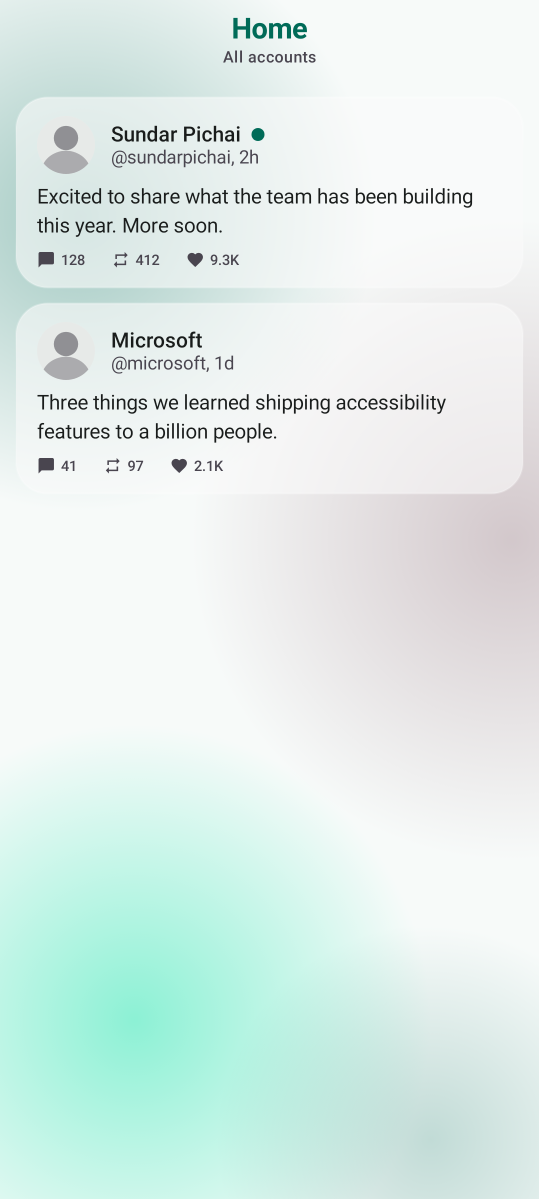 Home
All accounts
Sundar Pichai
@sundarpichai, 2h
Excited to share what the team has been building
this year. More soon.
128 412 9.3K
Microsoft
@microsoft, 1d
Three things we learned shipping accessibility
features to a billion people.
41 97 2.1K